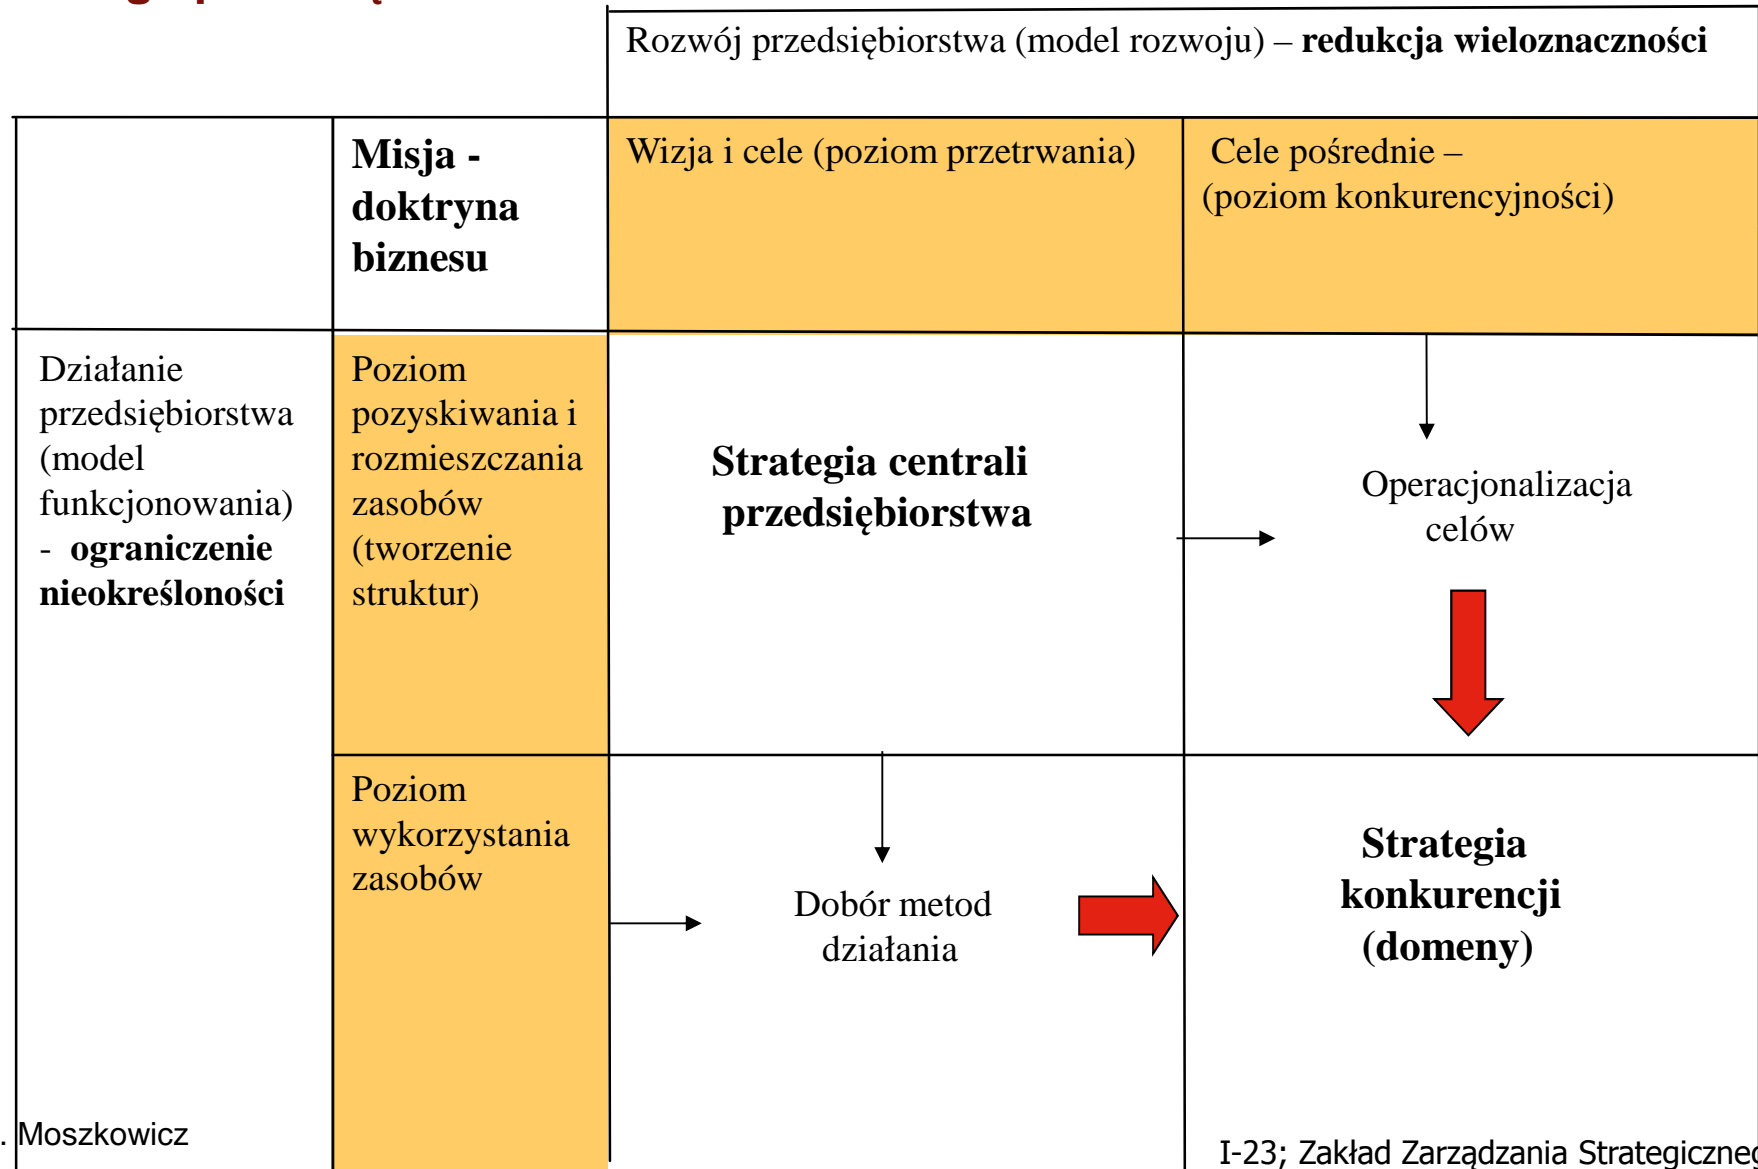 Rozwój przedsiębiorstwa (model rozwoju) – redukcja wieloznaczności
Misja -
doktryna
biznesu
Wizja i cele (poziom przetrwania)
Cele pośrednie –
(poziom konkurencyjności)
Działanie
przedsiębiorstwa
(model
funkcjonowania)
- ograniczenie
nieokreśloności
Poziom
pozyskiwania i
rozmieszczania
zasobów
(tworzenie
struktur)
Strategia centrali
przedsiębiorstwa
Operacjonalizacja
celów
Poziom
wykorzystania
zasobów
Dobór metod
działania
Strategia
konkurencji
(domeny)
. Moszkowicz
I-23; Zakład Zarządzania Strategiczneg